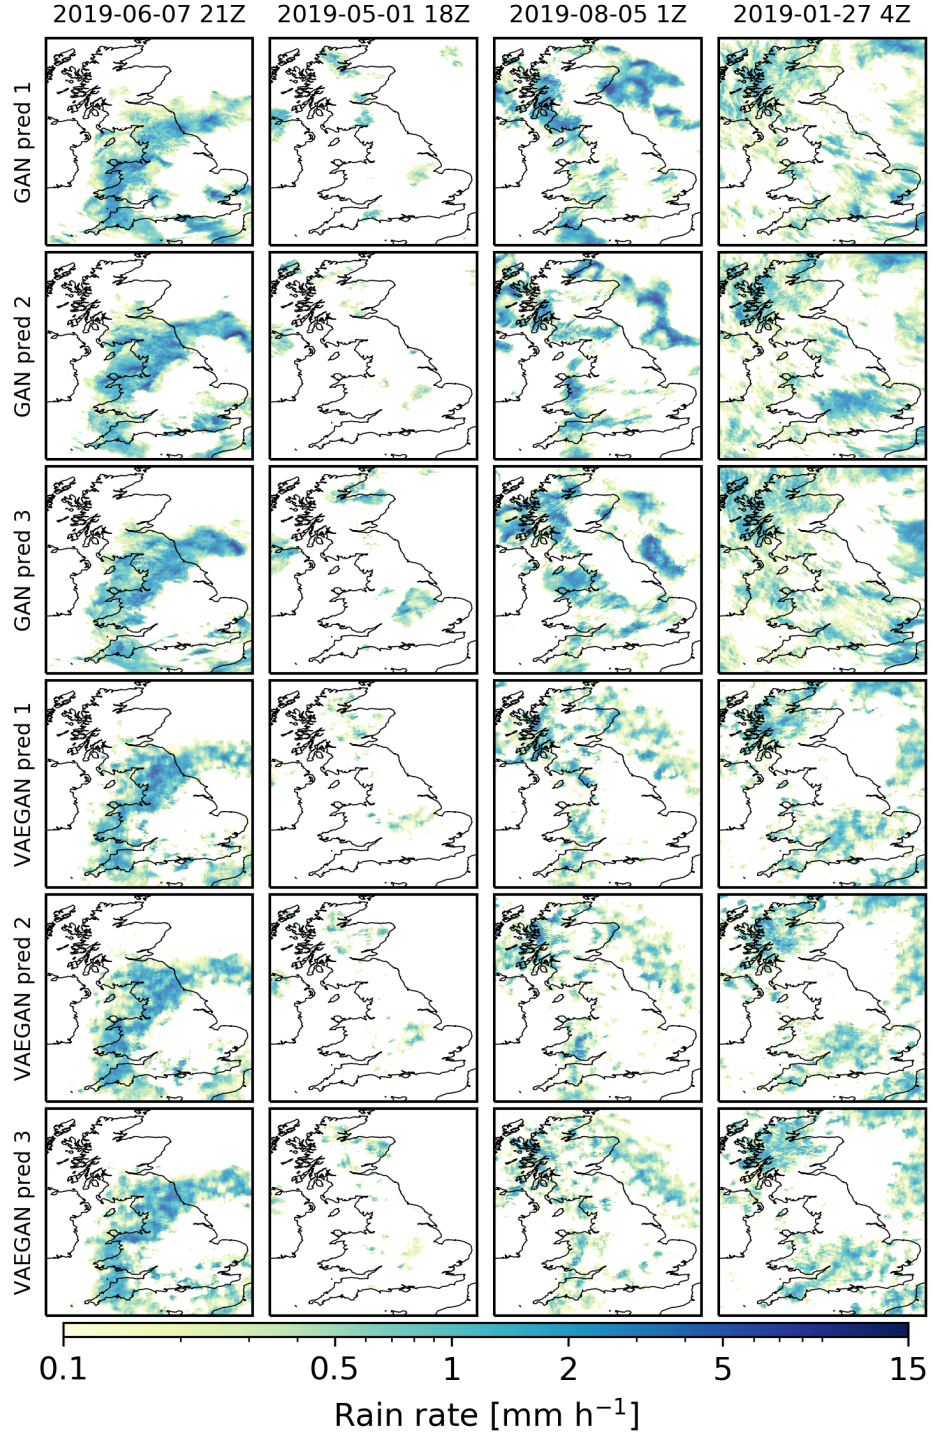 2019-06-07 21Z 2019-05-01 18Z 2019-08-05 1Z 2019-01-27 4Z
GAN pred 1
GAN pred 2
GAN pred 3
VAEGAN pred 1
VAEGAN pred 2
VAEGAN pred 3
0.1 0.5 1 2 5 15
Rain rate [mm h⁻¹]